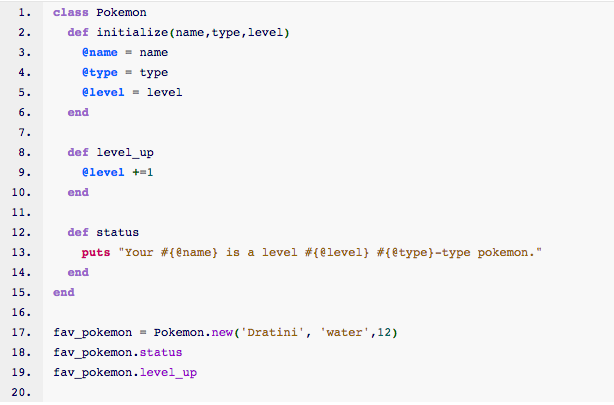 1. class Pokemon
2.   def initialize(name,type,level)
3.     @name = name
4.     @type = type
5.     @level = level
6.   end
7.
8.   def level_up
9.     @level +=1
10.   end
11.
12.   def status
13.     puts "Your #{@name} is a level #{@level} #{@type}-type pokemon."
14.   end
15. end
16.
17. fav_pokemon = Pokemon.new('Dratini', 'water',12)
18. fav_pokemon.status
19. fav_pokemon.level_up
20.